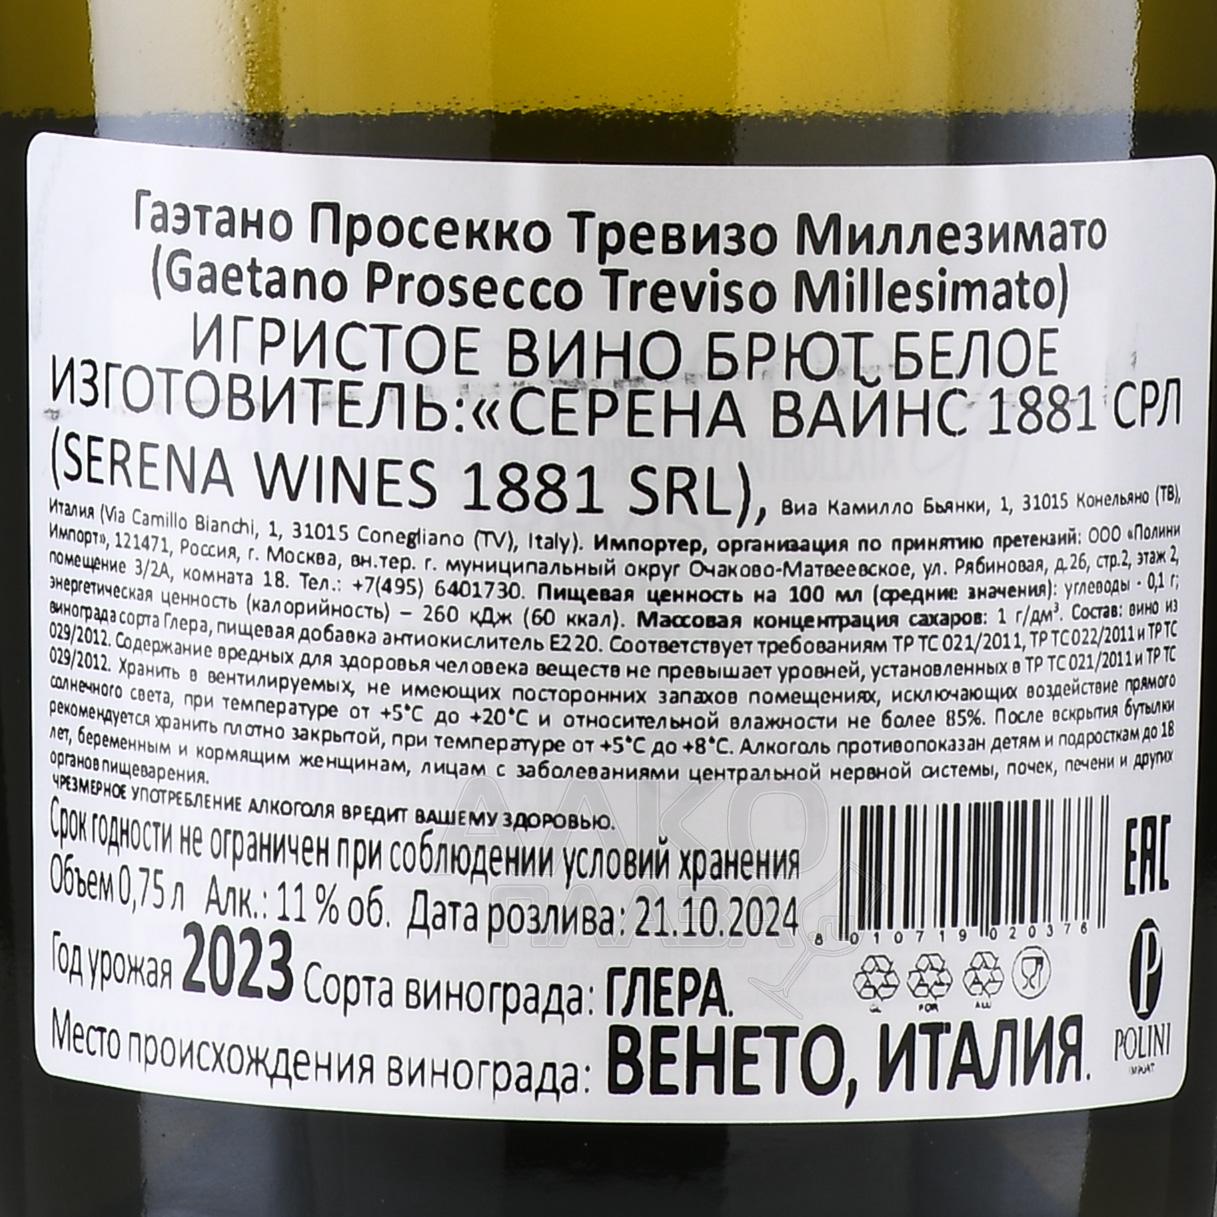 Гаэтано Просекко Тревизо Миллезимато
(Gaetano Prosecco Treviso Millesimato)
ИГРИСТОЕ ВИНО БРЮТ БЕЛОЕ
ИЗГОТОВИТЕЛЬ:«СЕРЕНА ВАЙНС 1881 СРЛ
(SERENA WINES 1881 SRL), Виа Камилло Бьянки, 1, 31015 Конельяно (ТВ),
Италия (Via Camillo Bianchi, 1, 31015 Conegliano (TV), Italy). Импортер, организация по принятию претензий: ООО «Полини
Импорт», 121471, Россия, г. Москва, вн.тер. г. муниципальный округ Очаково-Матвеевское, ул. Рябиновая, д.26, стр.2, этаж 2,
помещение 3/2А, комната 18. Тел.: +7(495) 6401730. Пищевая ценность на 100 мл (средние значения): углеводы - 0,1 г;
энергетическая ценность (калорийность) – 260 кДж (60 ккал). Массовая концентрация сахаров: 1 г/дм³. Состав: вино из
винограда сорта Глера, пищевая добавка антиокислитель Е220. Соответствует требованиям ТР ТС 021/2011, ТР ТС 022/2011 и ТР ТС
029/2012. Содержание вредных для здоровья человека веществ не превышает уровней, установленных в ТР ТС 021/2011 и ТР ТС
029/2012. Хранить в вентилируемых, не имеющих посторонних запахов помещениях, исключающих воздействие прямого
солнечного света, при температуре от +5°С до +20°С и относительной влажности не более 85%. После вскрытия бутылки
рекомендуется хранить плотно закрытой, при температуре от +5°С до +8°С. Алкоголь противопоказан детям и подросткам до 18
лет, беременным и кормящим женщинам, лицам с заболеваниями центральной нервной системы, почек, печени и других
органов пищеварения.
ЧРЕЗМЕРНОЕ УПОТРЕБЛЕНИЕ АЛКОГОЛЯ ВРЕДИТ ВАШЕМУ ЗДОРОВЬЮ.
Срок годности не ограничен при соблюдении условий хранения
Объем 0,75 л Алк.: 11 % об. Дата розлива: 21.10.2024
8 010719 020376
EAC
Год урожая 2023 Сорта винограда: ГЛЕРА.
Место происхождения винограда: ВЕНЕТО, ИТАЛИЯ.
GL FOR ALU
POLINI
IMPORT
АЛКО
ПЛАЗА